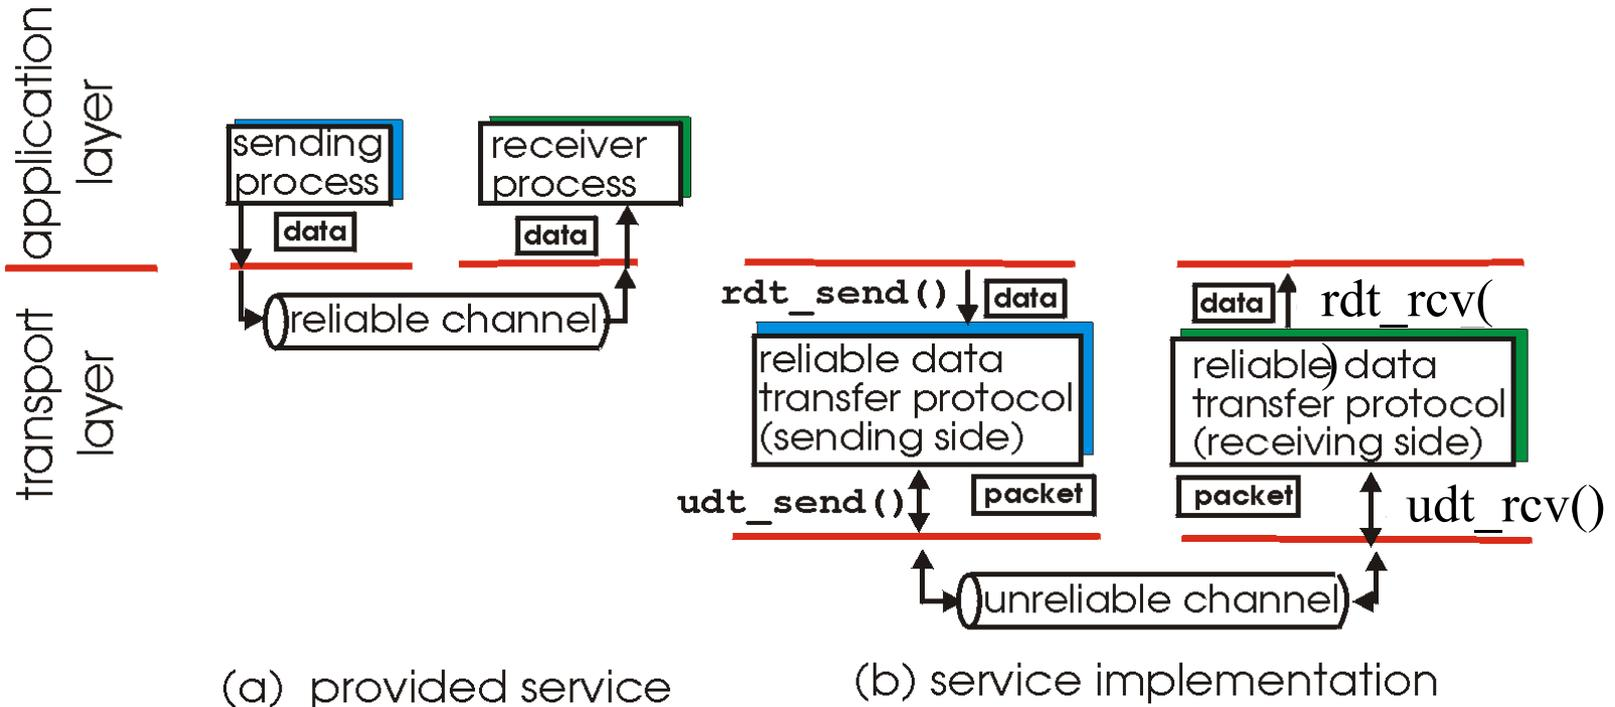 application
layer
transport
layer
sending
process
data
receiver
process
data
reliable channel
(a) provided service
rdt_send()
data
reliable data
transfer protocol
(sending side)
udt_send()
packet
data
rdt_rcv(
)
reliable data
transfer protocol
(receiving side)
packet
udt_rcv()
unreliable channel
(b) service implementation